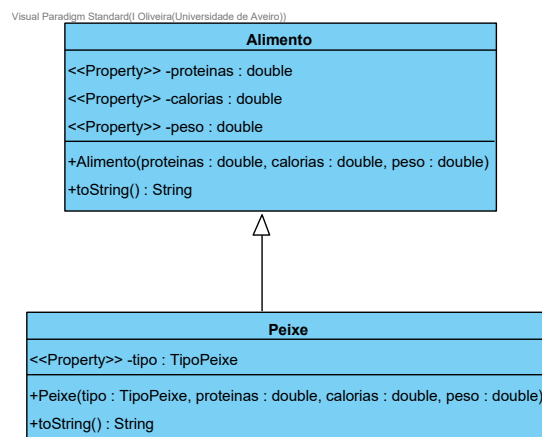 Visual Paradigm Standard(I Oliveira(Universidade de Aveiro))
Alimento
<<Property>> -proteinas : double
<<Property>> -calorias : double
<<Property>> -peso : double
+Alimento(proteinas : double, calorias : double, peso : double)
+toString() : String
Peixe
<<Property>> -tipo : TipoPeixe
+Peixe(tipo : TipoPeixe, proteinas : double, calorias : double, peso : double)
+toString() : String